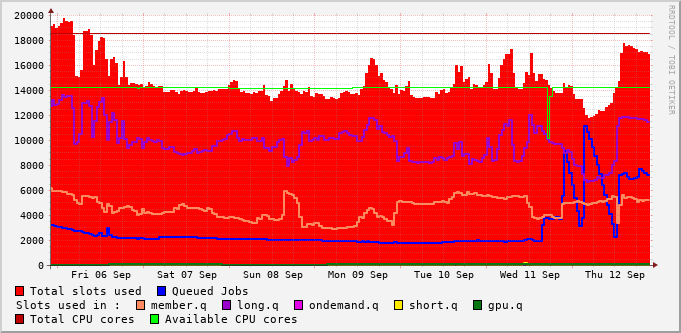 20000
18000
16000
14000
12000
10000
8000
6000
4000
2000
0
Fri 06 Sep Sat 07 Sep Sun 08 Sep Mon 09 Sep Tue 10 Sep Wed 11 Sep Thu 12 Sep
RRDTOOL / TOBI OETIKER
Total slots used Queued Jobs
Slots used in : member.q long.q ondemand.q short.q gpu.q
Total CPU cores Available CPU cores